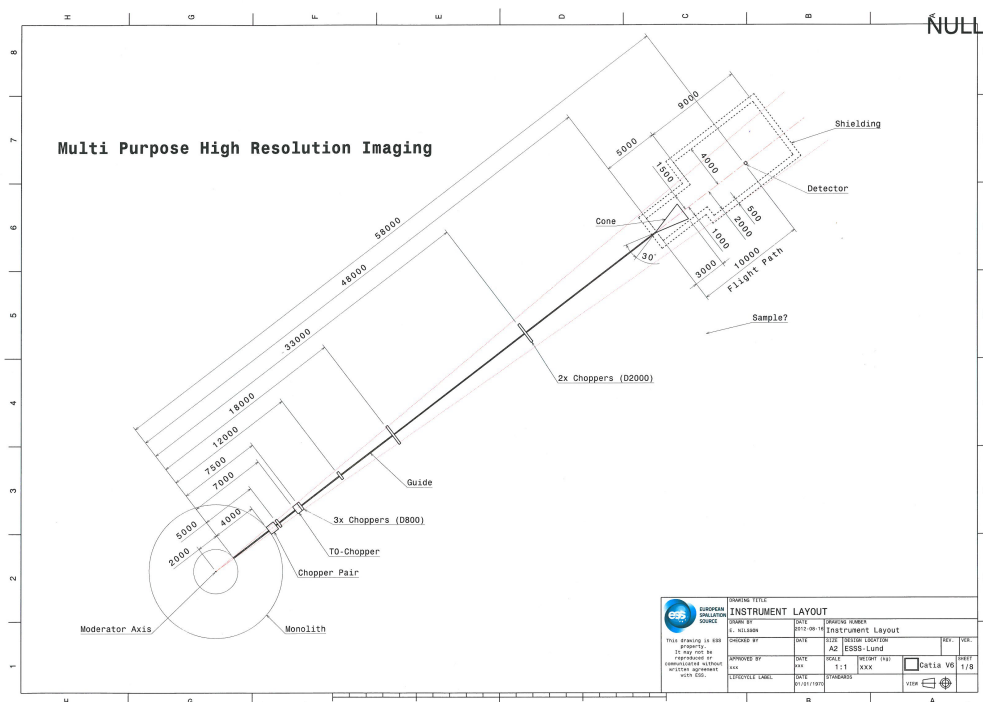 H G F E D C B A
NULL
8
7
6
5
4
3
2
1
Multi Purpose High Resolution Imaging
9000
5000
1500
4000
Shielding
Detector
Cone
500
2000
1000
3000
10000
Flight Path
30°
58000
48000
33000
18000
12000
7500
7000
5000
4000
2000
Sample?
2x Choppers (D2000)
Guide
3x Choppers (D800)
T0-Chopper
Chopper Pair
Moderator Axis
Monolith
ess
EUROPEAN
SPALLATION
SOURCE
This drawing is ESS
property.
It may not be
reproduced or
communicated without
written agreement
with ESS.
DRAWING TITLE
INSTRUMENT LAYOUT
DRAWN BY
E. NILSSON
DATE
2012-08-16
DRAWING NUMBER
Instrument Layout
CHECKED BY
DATE
SIZE
A2
DESIGN LOCATION
ESSS-Lund
REV.
VER.
APPROVED BY
xxx
DATE
xxx
SCALE
1:1
WEIGHT (kg)
XXX
Catia V6
SHEET
1/8
LIFECYCLE LABEL
DATE
01/01/1970
STANDARDS
VIEW
B A